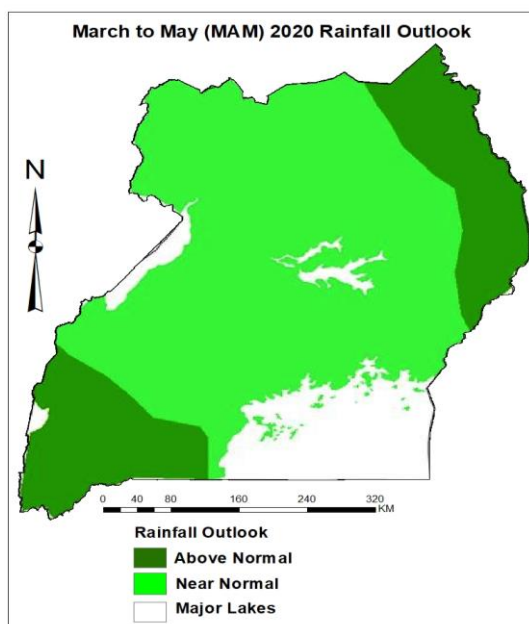 March to May (MAM) 2020 Rainfall Outlook
N
0 40 80 160 240 320
KM
Rainfall Outlook
Above Normal
Near Normal
Major Lakes